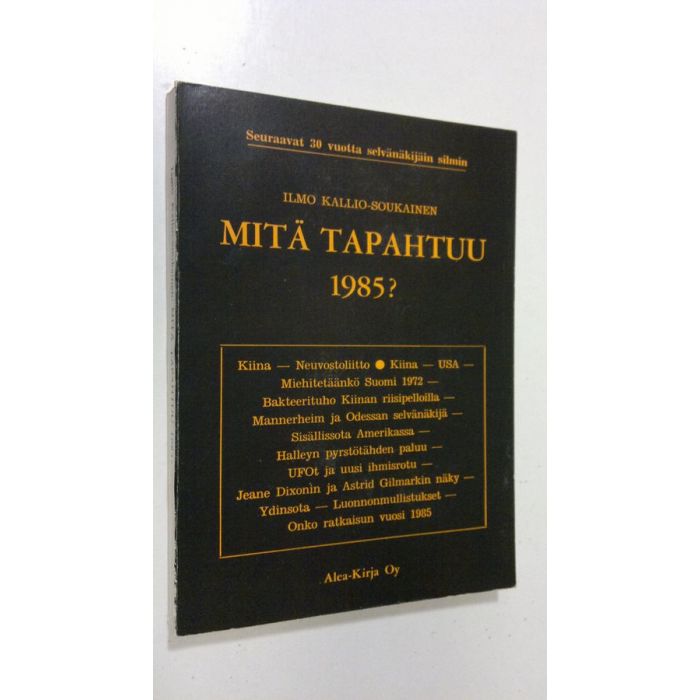 Seuraavat 30 vuotta selvänäkijäin silmin
ILMO KALLIO-SOUKAINEN
MITÄ TAPAHTUU
1985?
Kiina — Neuvostoliitto ● Kiina — USA —
Miehitetäänkö Suomi 1972 —
Bakteerituho Kiinan riisipelloilla —
Mannerheim ja Odessan selvänäkijä —
Sisällissota Amerikassa —
Halleyn pyrstötähden paluu —
UFOt ja uusi ihmisrotu —
Jeane Dixonin ja Astrid Gilmarkin näky —
Ydinsota — Luonnonmullistukset —
Onko ratkaisun vuosi 1985
Alea-Kirja Oy